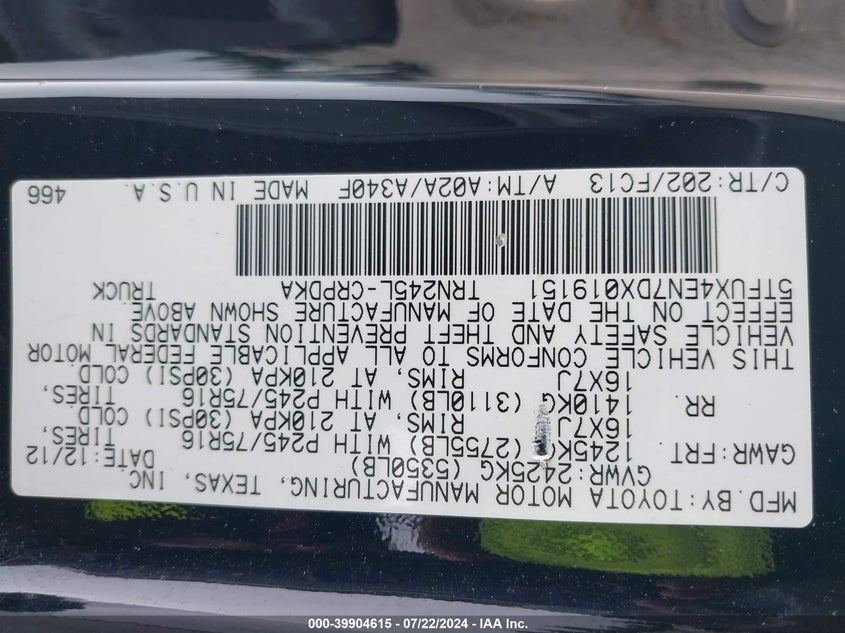 MFD.BY:TOYOTA MOTOR MANUFACTURING, TEXAS, INC.
GVWR:2425KG (5350LB) DATE:12/12
GAWR:FRT. 1245KG (2755LB) WITH P245/75R16 TIRES,
16X7J RIMS, AT 210KPA (30PSI) COLD
RR. 1410KG (3110LB) WITH P245/75R16 TIRES,
16X7J RIMS, AT 210KPA (30PSI) COLD
THIS VEHICLE CONFORMS TO ALL APPLICABLE FEDERAL MOTOR
VEHICLE SAFETY AND THEFT PREVENTION STANDARDS IN
EFFECT ON THE DATE OF MANUFACTURE SHOWN ABOVE
5TFUX4EN7DX019151 TRN245L-CRPDKA TRUCK
C/TR:202/FC13 A/TM:A02A/A340F MADE IN U.S.A. 466
000-39904615 - 07/22/2024 - IAA Inc.